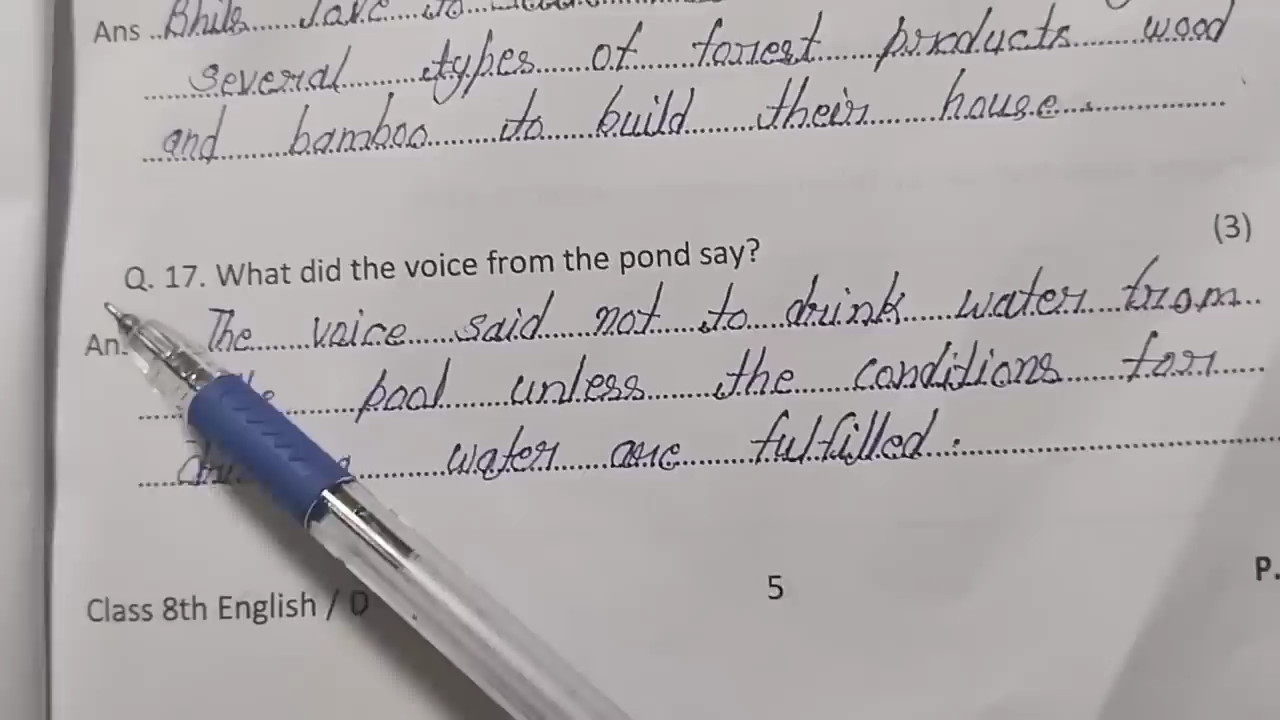 Ans Bhils
several types of forest products wood
and bamboo to build their house.
(3)
Q. 17. What did the voice from the pond say?
An. The voice said not to drink water from
pool unless the conditions for
water are fulfilled.
Class 8th English / D
5
P.